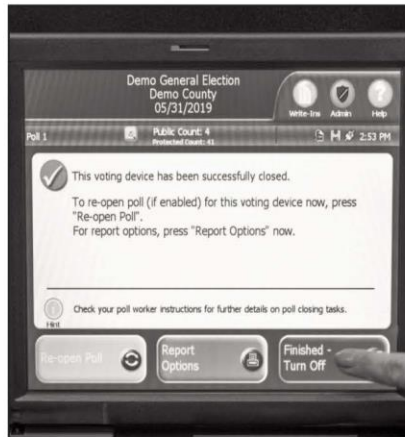 Demo General Election
Demo County
05/31/2019
Write-Ins Admin Help
Poll 1
Public Count: 4
Protected Count: 41
2:53 PM
This voting device has been successfully closed.
To re-open poll (if enabled) for this voting device now, press
"Re-open Poll".
For report options, press "Report Options" now.
Hint
Check your poll worker instructions for further details on poll closing tasks.
Re-open Poll
Report
Options
Finished -
Turn Off